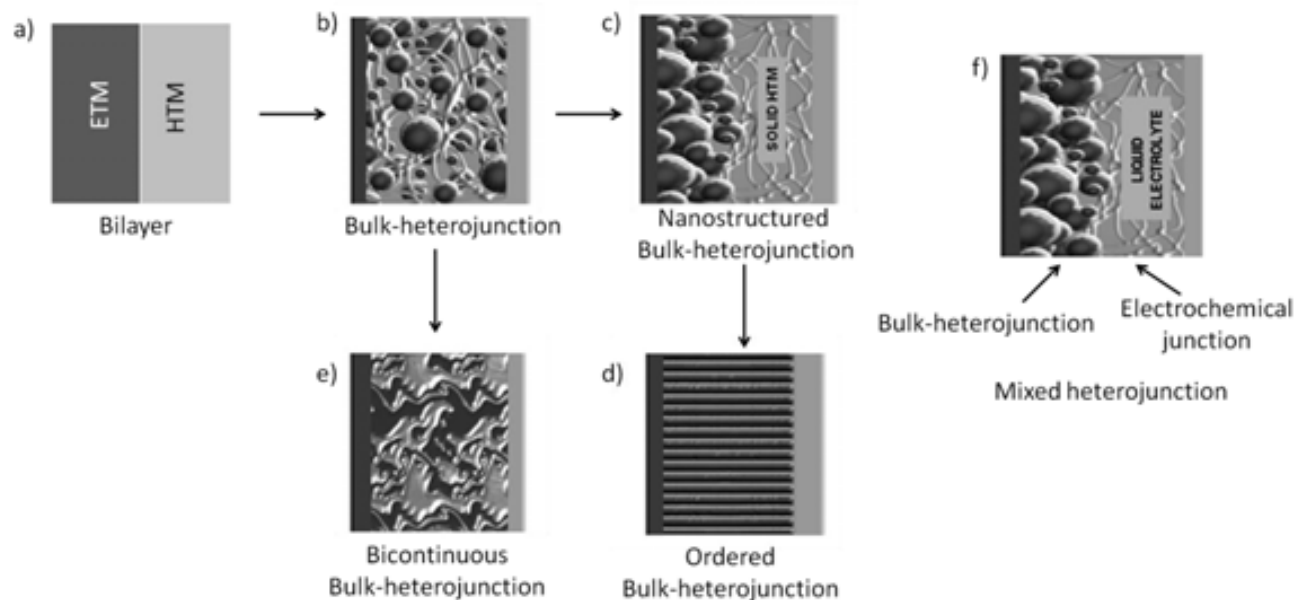 a)
ETM
HTM
Bilayer
b)
Bulk-heterojunction
c)
SOLID HTM
Nanostructured
Bulk-heterojunction
f)
LIQUID
ELECTROLYTE
Bulk-heterojunction
Electrochemical
junction
Mixed heterojunction
e)
Bicontinuous
Bulk-heterojunction
d)
Ordered
Bulk-heterojunction